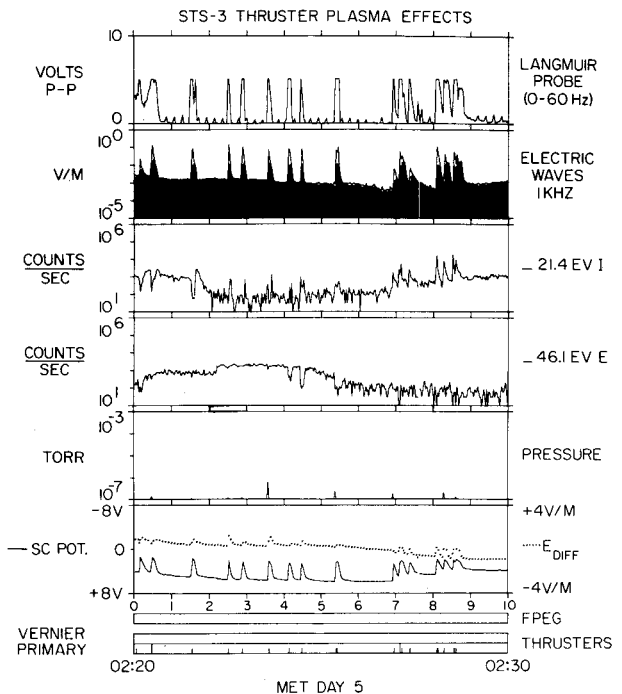 STS-3 THRUSTER PLASMA EFFECTS
10
VOLTS
P-P
0
LANGMUIR
PROBE
(0-60 Hz)
10^0
V/M
10^-5
ELECTRIC
WAVES
1KHZ
10^6
COUNTS
SEC
10^1
_ 21.4 EV I
10^6
COUNTS
SEC
10^1
_ 46.1 EV E
10^-3
TORR
10^-7
PRESSURE
-8V
— SC POT. 0
+8V
+4V/M
E_DIFF
-4V/M
0 1 2 3 4 5 6 7 8 9 10
FPEG
VERNIER
PRIMARY
THRUSTERS
02:20 02:30
MET DAY 5